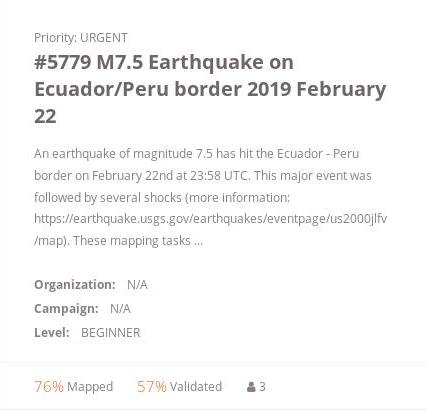 Priority: URGENT
#5779 M7.5 Earthquake on
Ecuador/Peru border 2019 February
22
An earthquake of magnitude 7.5 has hit the Ecuador - Peru
border on February 22nd at 23:58 UTC. This major event was
followed by several shocks (more information:
https://earthquake.usgs.gov/earthquakes/eventpage/us2000jlfv
/map). These mapping tasks ...
Organization: N/A
Campaign: N/A
Level: BEGINNER
76% Mapped 57% Validated 3